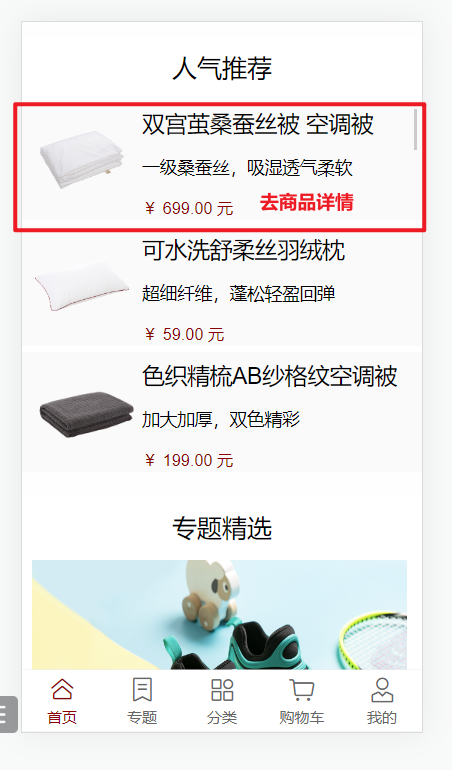 人气推荐
双宫茧桑蚕丝被 空调被
一级桑蚕丝，吸湿透气柔软
￥ 699.00 元
去商品详情
可水洗舒柔丝羽绒枕
超细纤维，蓬松轻盈回弹
￥ 59.00 元
色织精梳AB纱格纹空调被
加大加厚，双色精彩
￥ 199.00 元
专题精选
首页
专题
分类
购物车
我的